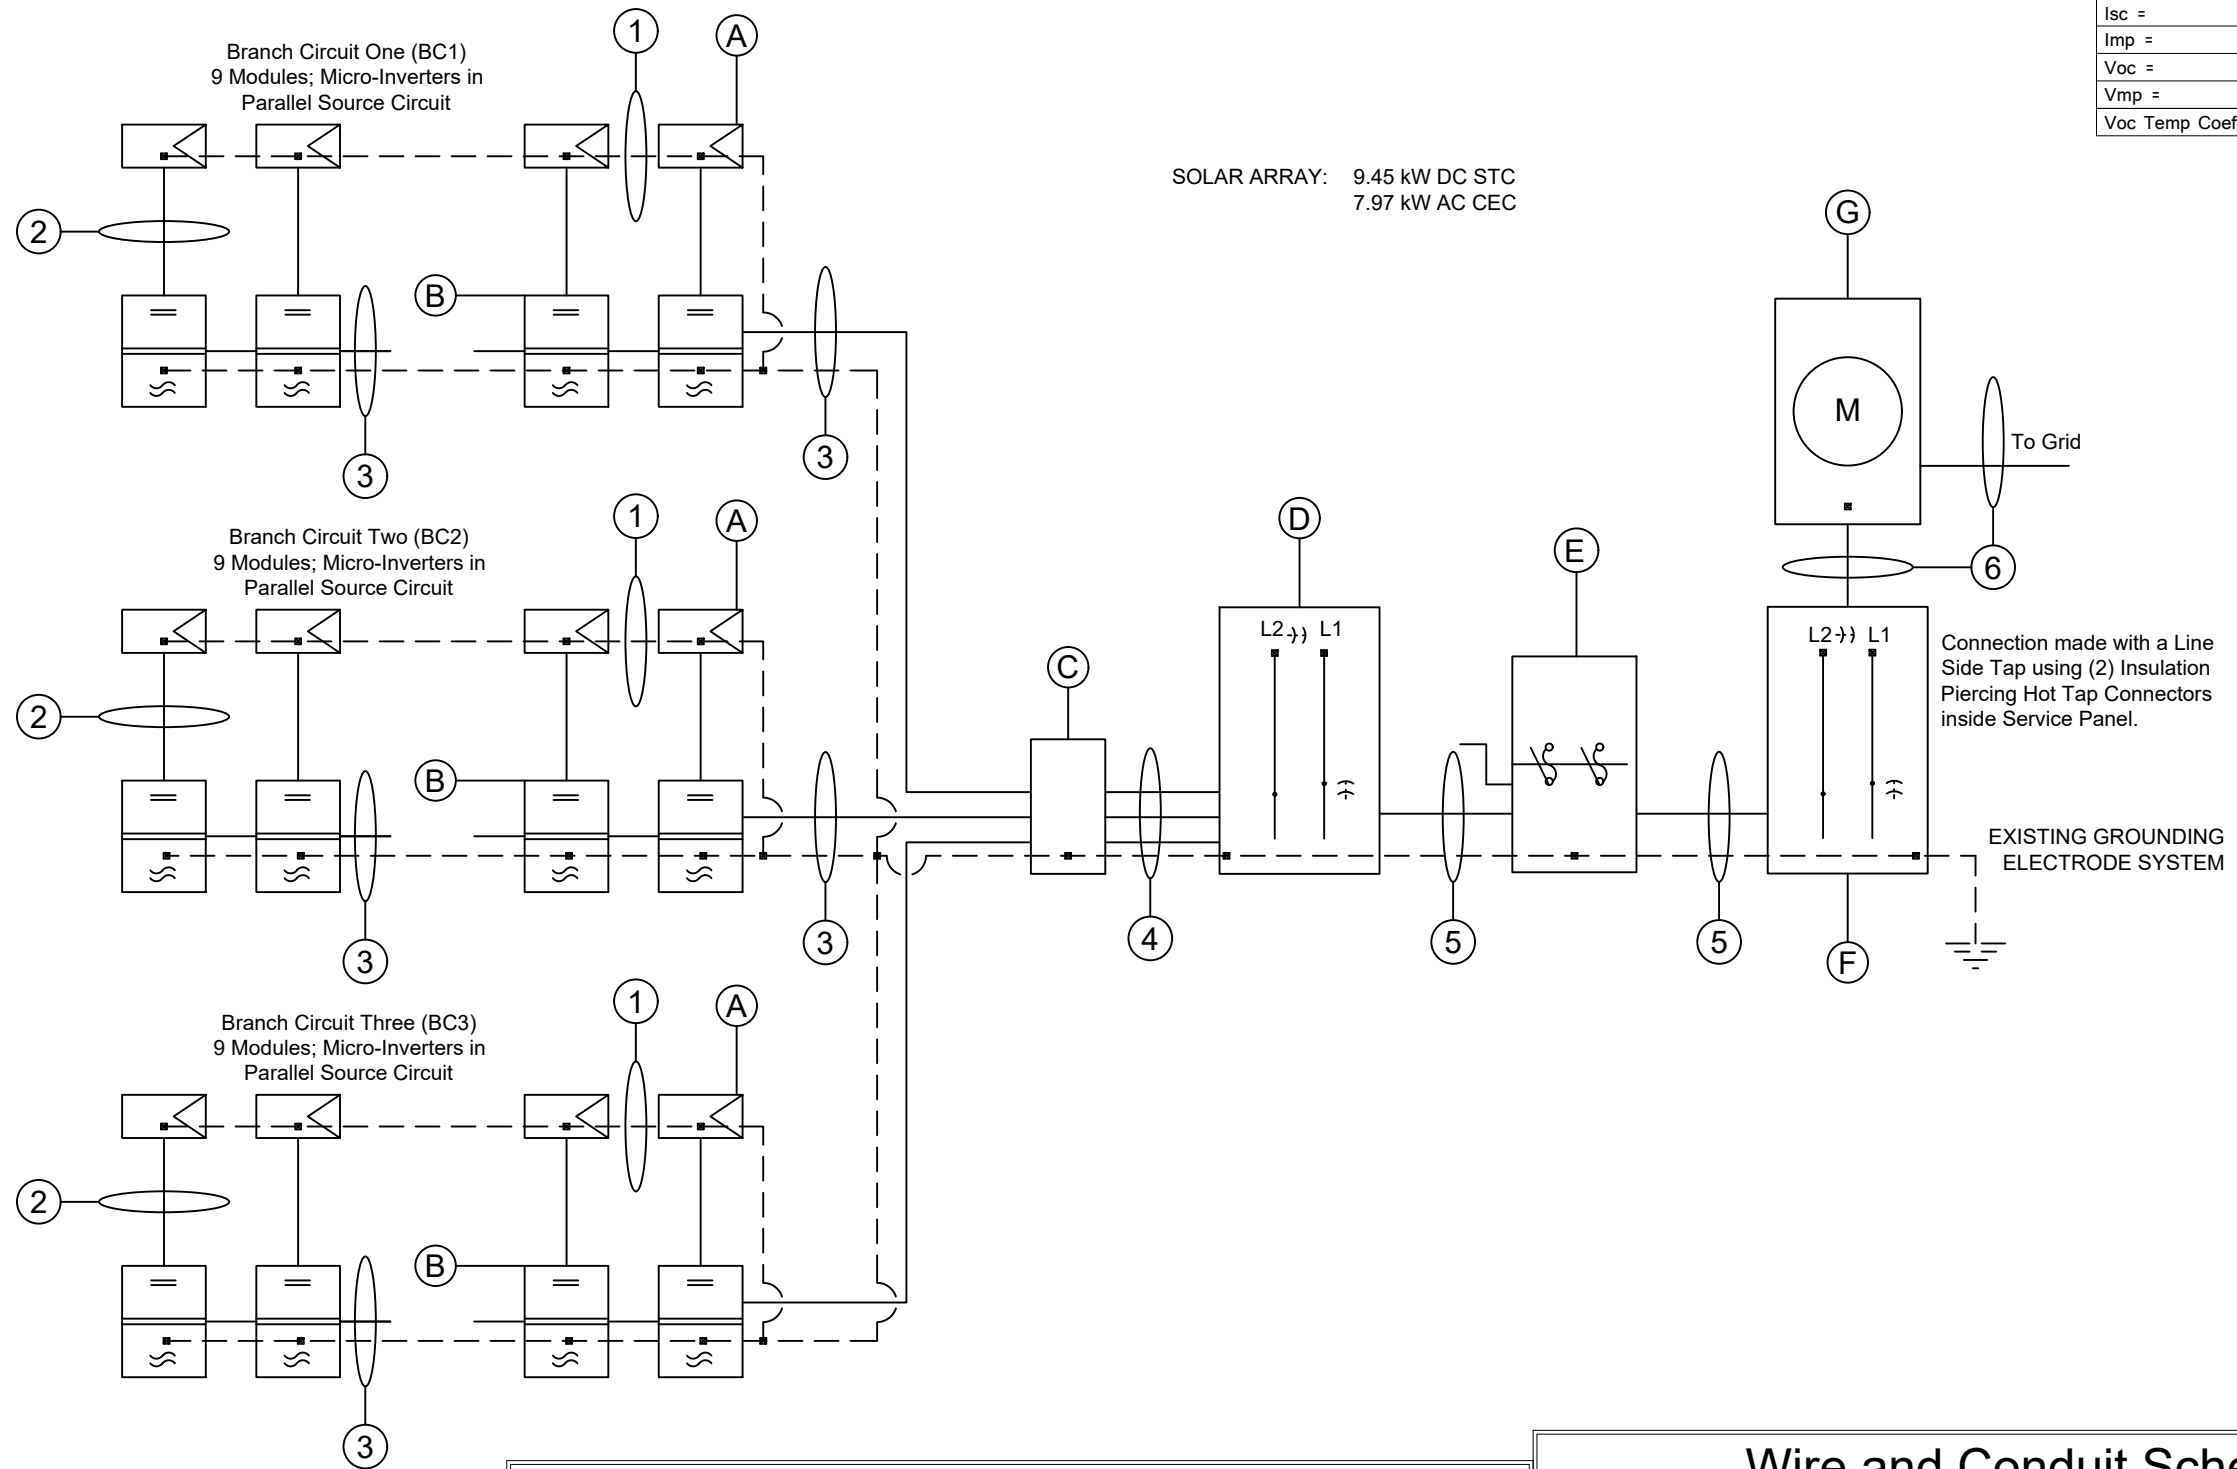 Isc =
Imp =
Voc =
Vmp =
Voc Temp Coef
1
A
Branch Circuit One (BC1)
9 Modules; Micro-Inverters in
Parallel Source Circuit
SOLAR ARRAY: 9.45 kW DC STC
7.97 kW AC CEC
2
B
3
3
G
M
To Grid
6
1
A
Branch Circuit Two (BC2)
9 Modules; Micro-Inverters in
Parallel Source Circuit
2
B
3
3
C
4
D
L2 L1
5
E
5
L2 L1
F
Connection made with a Line
Side Tap using (2) Insulation
Piercing Hot Tap Connectors
inside Service Panel.
EXISTING GROUNDING
ELECTRODE SYSTEM
1
A
Branch Circuit Three (BC3)
9 Modules; Micro-Inverters in
Parallel Source Circuit
2
B
3
Wire and Conduit Sche